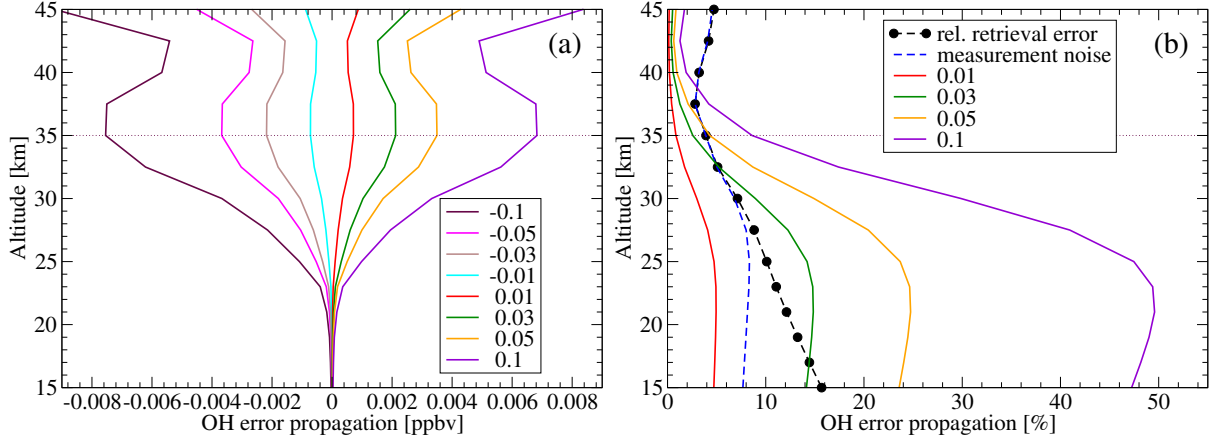 (a)
45
40
35
30
25
20
15
Altitude [km]
-0.1
-0.05
-0.03
-0.01
0.01
0.03
0.05
0.1
-0.008 -0.006 -0.004 -0.002 0 0.002 0.004 0.006 0.008
OH error propagation [ppbv]
(b)
rel. retrieval error
measurement noise
0.01
0.03
0.05
0.1
45
40
35
30
25
20
15
Altitude [km]
0 10 20 30 40 50
OH error propagation [%]